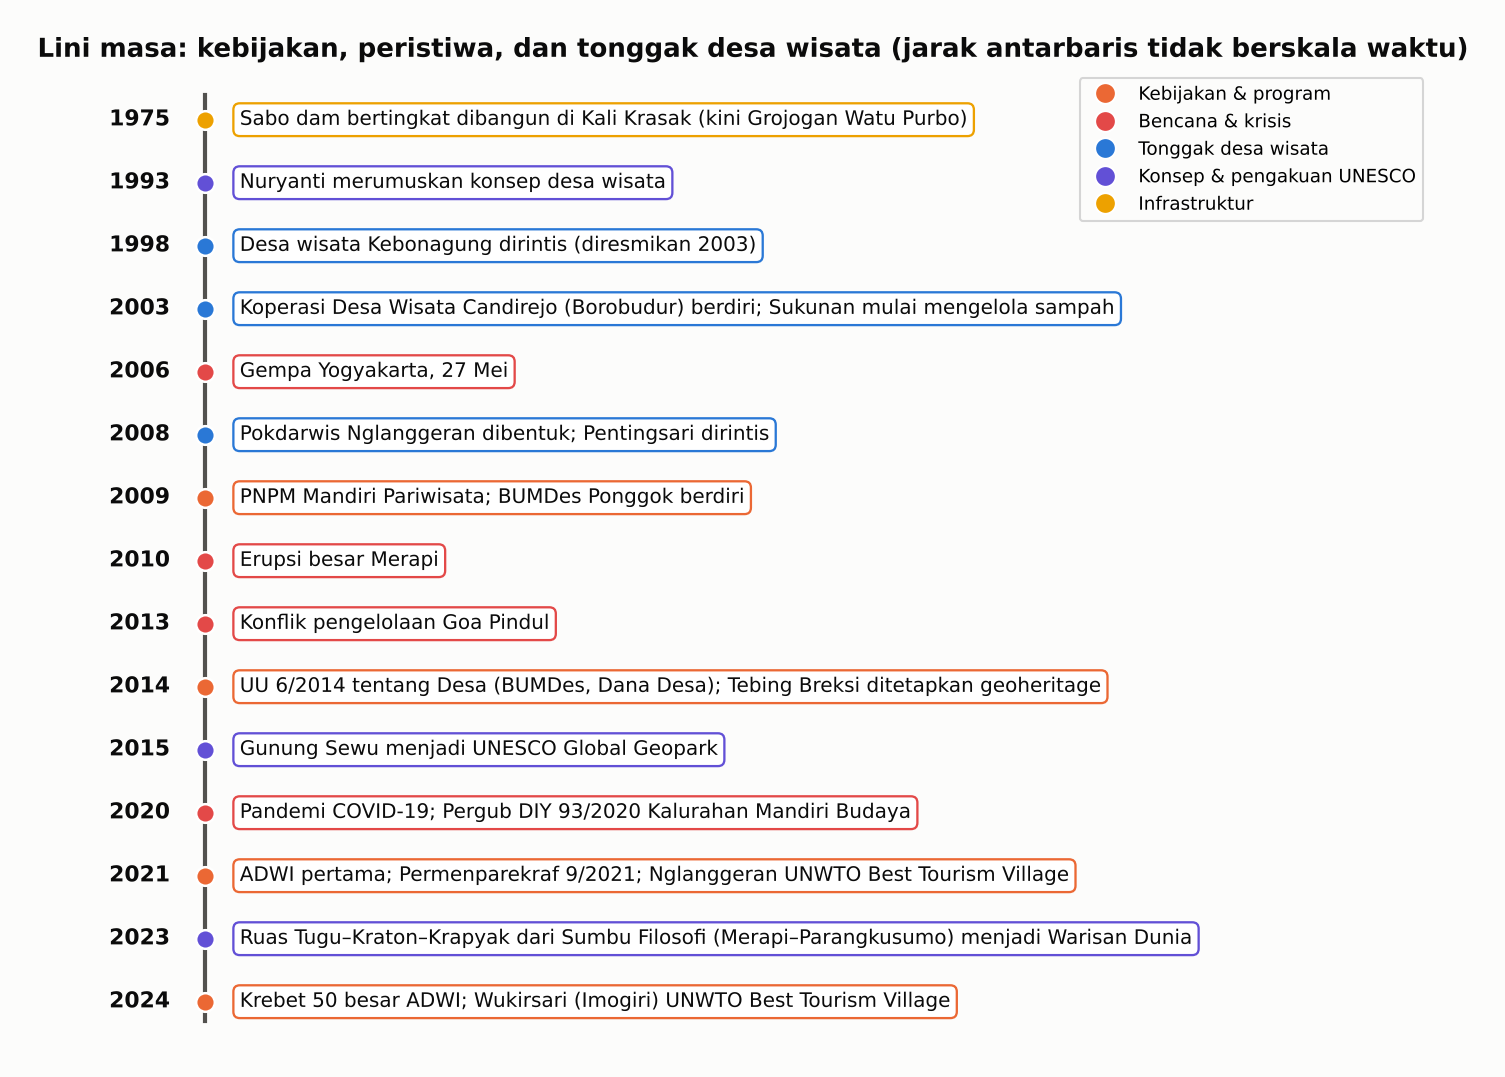 Lini masa: kebijakan, peristiwa, dan tonggak desa wisata (jarak antarbaris tidak berskala waktu)
Kebijakan & program
Bencana & krisis
Tonggak desa wisata
Konsep & pengakuan UNESCO
Infrastruktur
1975 Sabo dam bertingkat dibangun di Kali Krasak (kini Grojogan Watu Purbo)
1993 Nuryanti merumuskan konsep desa wisata
1998 Desa wisata Kebonagung dirintis (diresmikan 2003)
2003 Koperasi Desa Wisata Candirejo (Borobudur) berdiri; Sukunan mulai mengelola sampah
2006 Gempa Yogyakarta, 27 Mei
2008 Pokdarwis Nglanggeran dibentuk; Pentingsari dirintis
2009 PNPM Mandiri Pariwisata; BUMDes Ponggok berdiri
2010 Erupsi besar Merapi
2013 Konflik pengelolaan Goa Pindul
2014 UU 6/2014 tentang Desa (BUMDes, Dana Desa); Tebing Breksi ditetapkan geoheritage
2015 Gunung Sewu menjadi UNESCO Global Geopark
2020 Pandemi COVID-19; Pergub DIY 93/2020 Kalurahan Mandiri Budaya
2021 ADWI pertama; Permenparekraf 9/2021; Nglanggeran UNWTO Best Tourism Village
2023 Ruas Tugu–Kraton–Krapyak dari Sumbu Filosofi (Merapi–Parangkusumo) menjadi Warisan Dunia
2024 Krebet 50 besar ADWI; Wukirsari (Imogiri) UNWTO Best Tourism Village